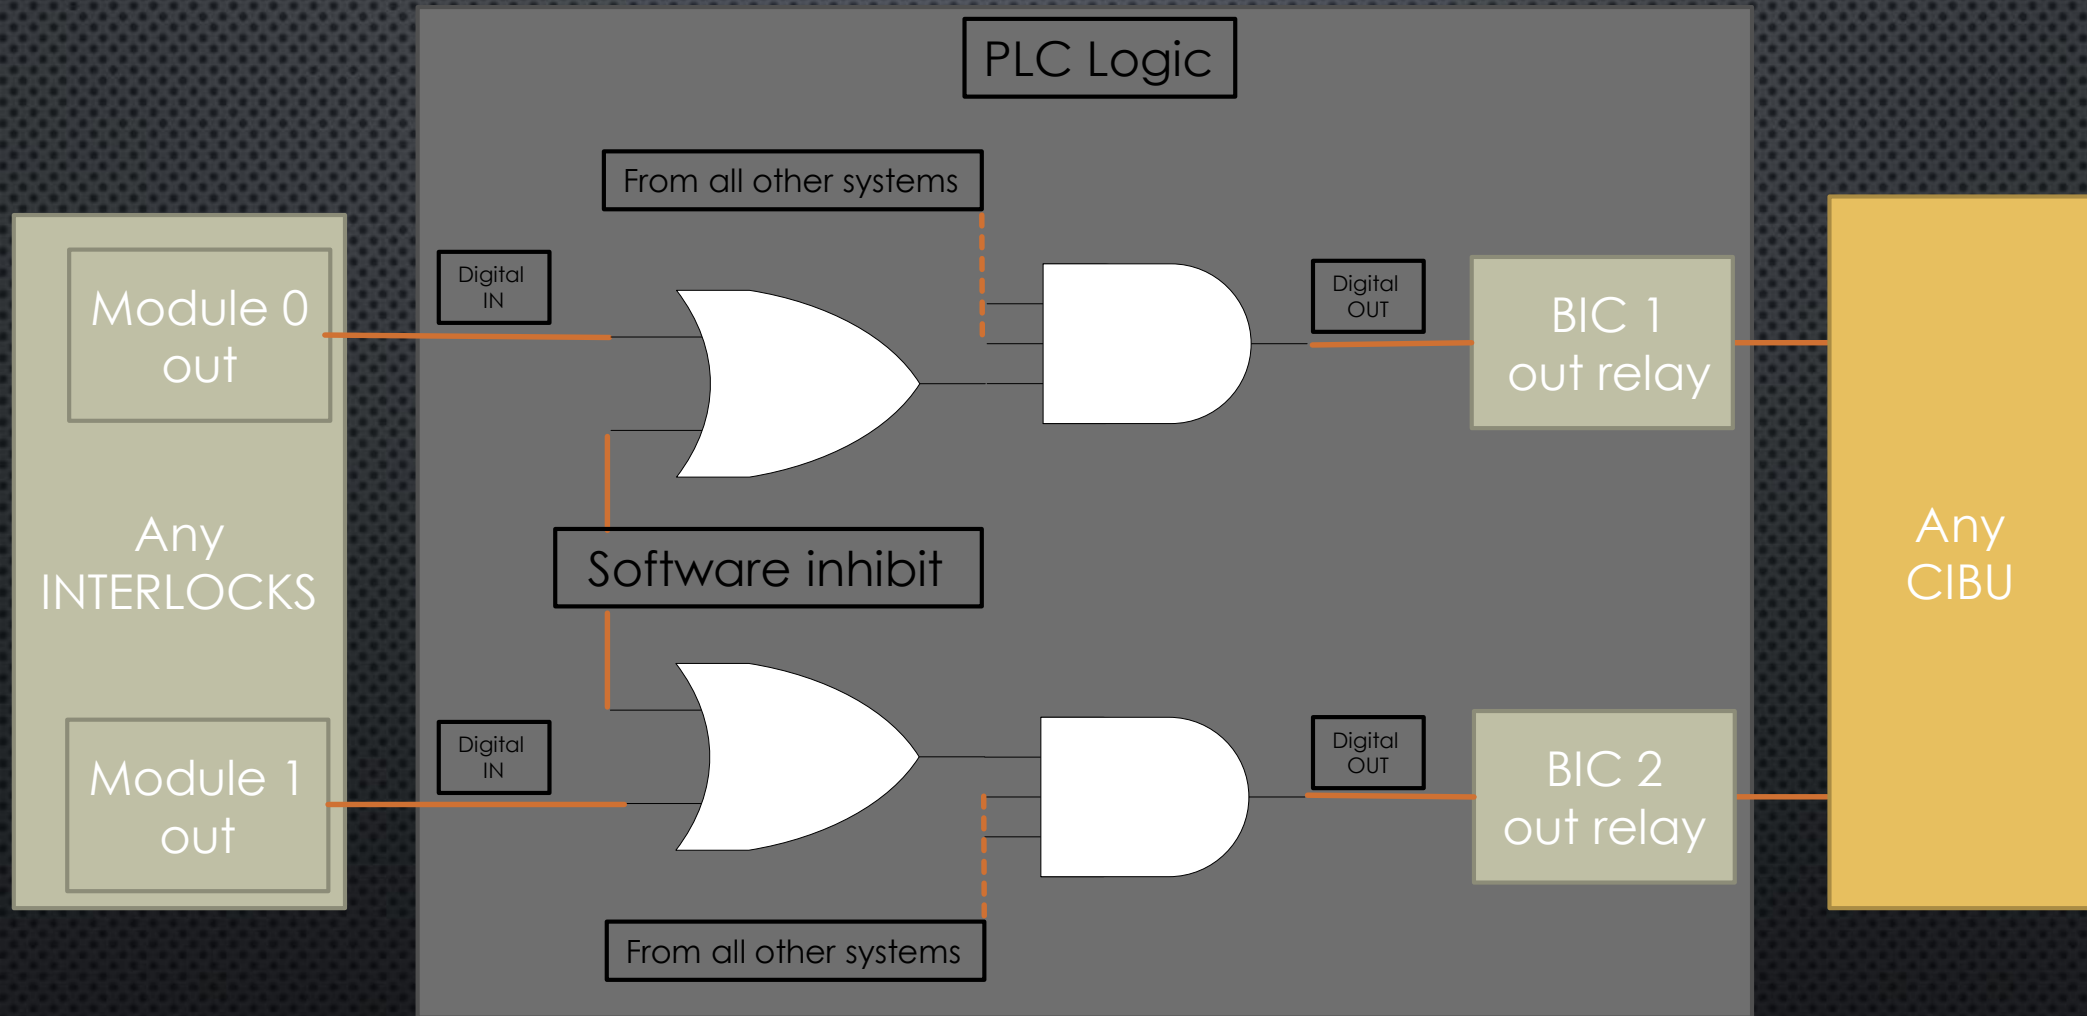 PLC Logic
From all other systems
Module 0
out
Digital
IN
Digital
OUT
BIC 1
out relay
Any
INTERLOCKS
Software inhibit
Any
CIBU
Module 1
out
Digital
IN
Digital
OUT
BIC 2
out relay
From all other systems